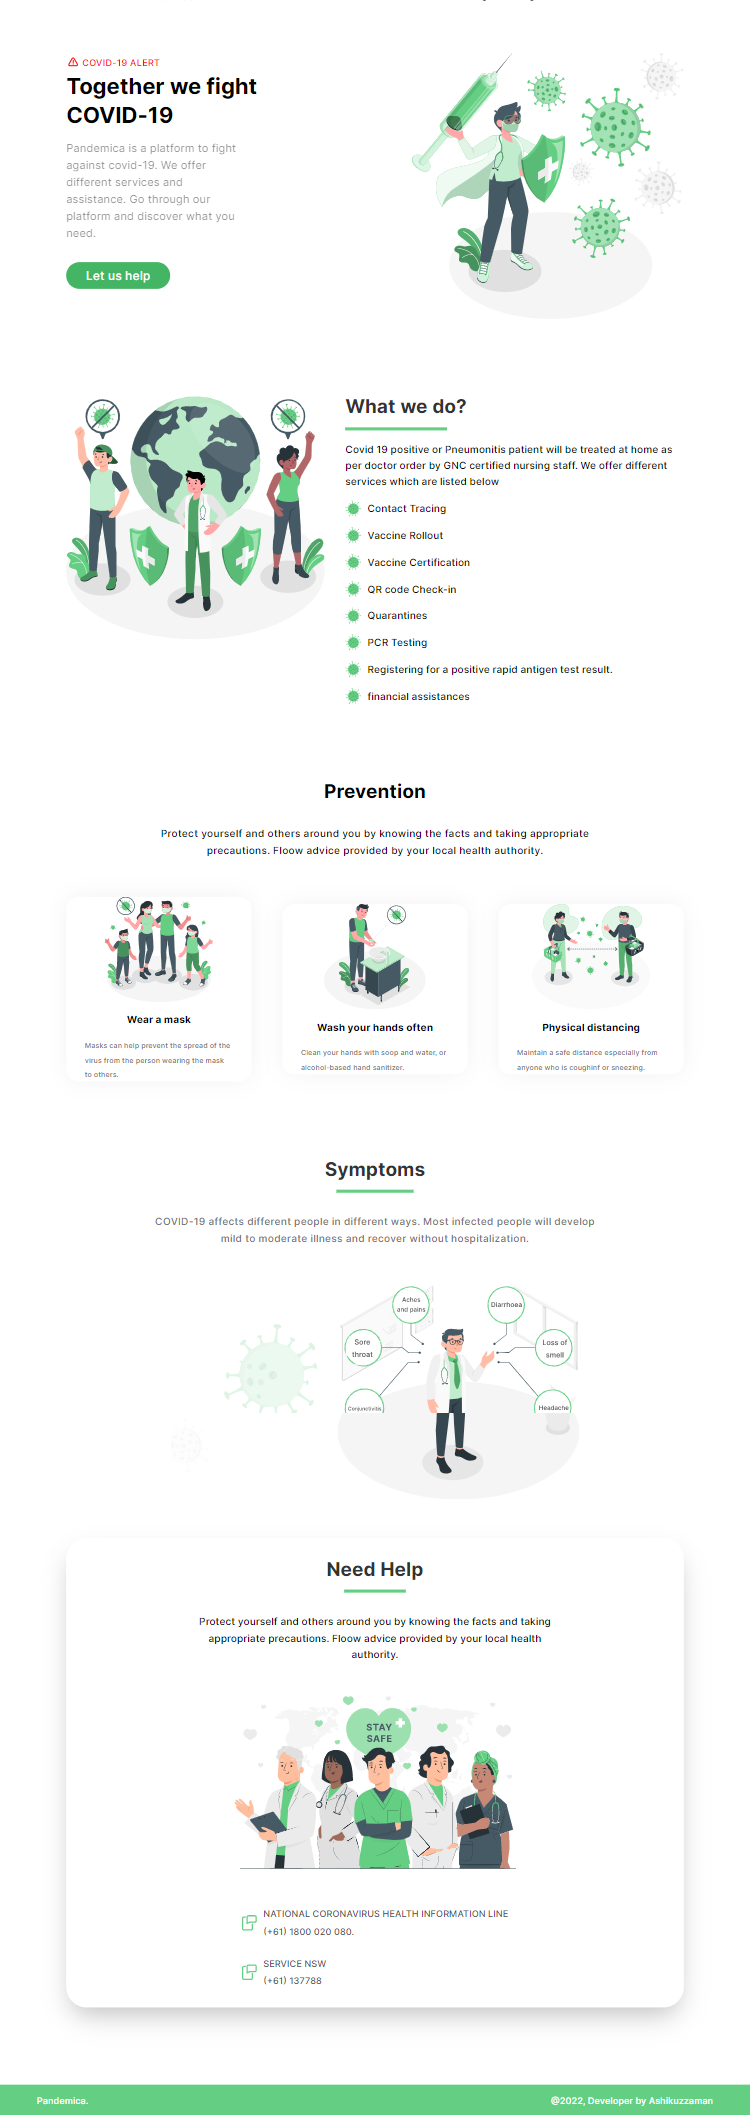 COVID-19 ALERT
Together we fight
COVID-19
Pandemica is a platform to fight
against covid-19. We offer
different services and
assistance. Go through our
platform and discover what you
need.
Let us help
What we do?
Covid 19 positive or Pneumonitis patient will be treated at home as
per doctor order by GNC certified nursing staff. We offer different
services which are listed below
Contact Tracing
Vaccine Rollout
Vaccine Certification
QR code Check-in
Quarantines
PCR Testing
Registering for a positive rapid antigen test result.
financial assistances
Prevention
Protect yourself and others around you by knowing the facts and taking appropriate
precautions. Floow advice provided by your local health authority.
Wear a mask
Masks can help prevent the spread of the
virus from the person wearing the mask
to others.
Wash your hands often
Clean your hands with soop and water, or
alcohol-based hand sanitizer.
Physical distancing
Maintain a safe distance especially from
anyone who is coughinf or sneezing.
Symptoms
COVID-19 affects different people in different ways. Most infected people will develop
mild to moderate illness and recover without hospitalization.
Aches
and pains
Diarrhoea
Sore
throat
Loss of
smell
Conjunctivitis
Headache
Need Help
Protect yourself and others around you by knowing the facts and taking
appropriate precautions. Floow advice provided by your local health
authority.
STAY
SAFE
NATIONAL CORONAVIRUS HEALTH INFORMATION LINE
(+61) 1800 020 080.
SERVICE NSW
(+61) 137788
Pandemica.
@2022, Developer by Ashikuzzaman